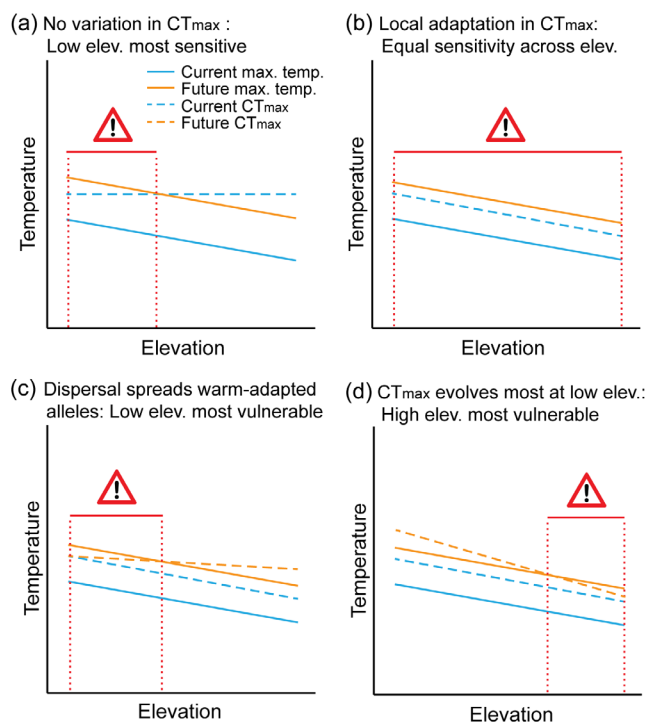 (a) No variation in CTmax :
Low elev. most sensitive
Current max. temp.
Future max. temp.
Current CTmax
Future CTmax
!
Temperature
Elevation
(b) Local adaptation in CTmax:
Equal sensitivity across elev.
!
Temperature
Elevation
(c) Dispersal spreads warm-adapted
alleles: Low elev. most vulnerable
!
Temperature
Elevation
(d) CTmax evolves most at low elev.:
High elev. most vulnerable
!
Temperature
Elevation